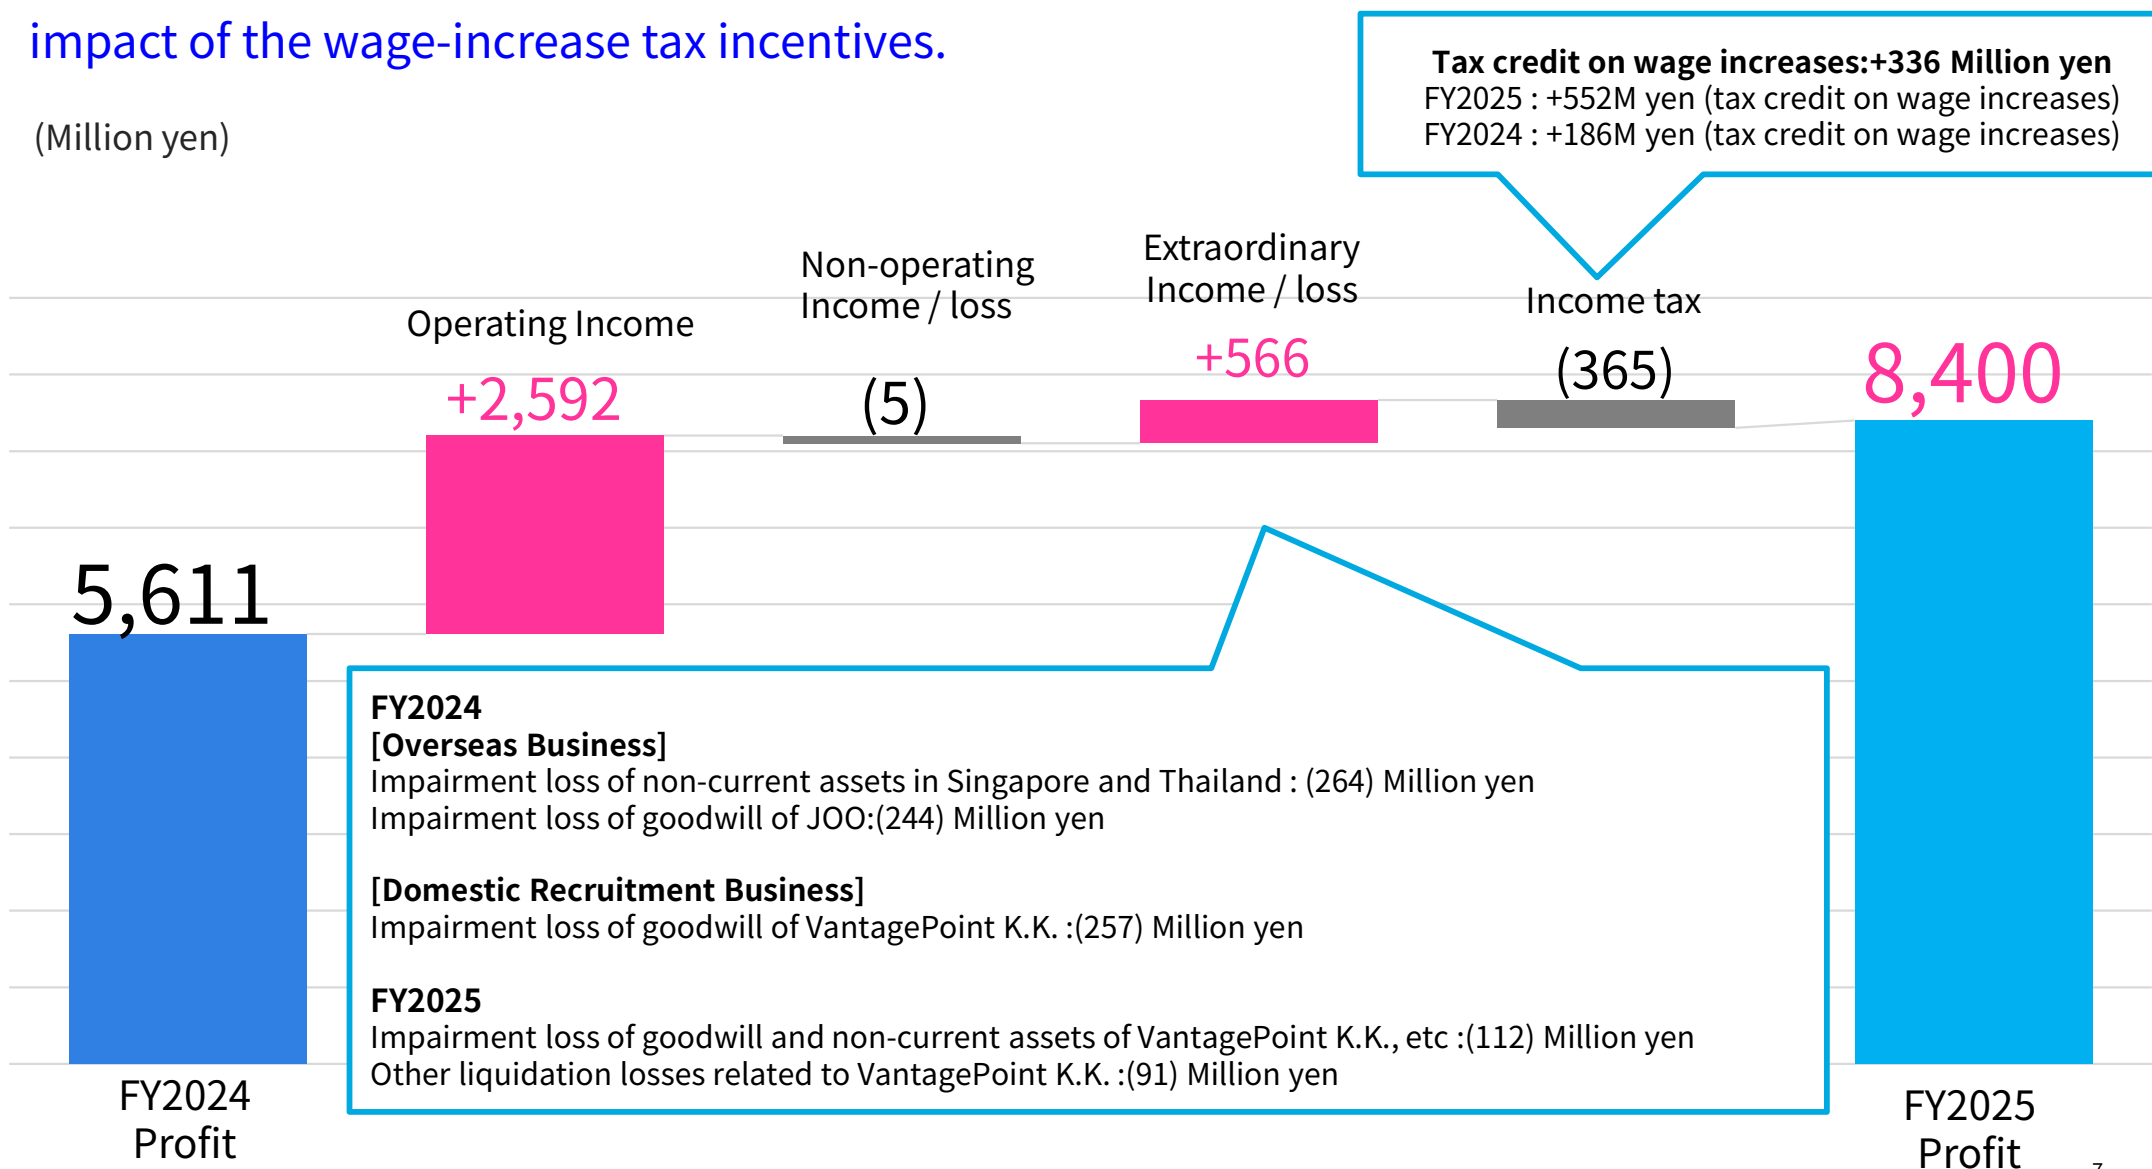 impact of the wage-increase tax incentives.
(Million yen)
Tax credit on wage increases:+336 Million yen
FY2025 : +552M yen (tax credit on wage increases)
FY2024 : +186M yen (tax credit on wage increases)
Operating Income
+2,592
Non-operating
Income / loss
(5)
Extraordinary
Income / loss
+566
Income tax
(365)
8,400
5,611
FY2024
[Overseas Business]
Impairment loss of non-current assets in Singapore and Thailand : (264) Million yen
Impairment loss of goodwill of JOO:(244) Million yen
[Domestic Recruitment Business]
Impairment loss of goodwill of VantagePoint K.K. :(257) Million yen
FY2025
Impairment loss of goodwill and non-current assets of VantagePoint K.K., etc :(112) Million yen
Other liquidation losses related to VantagePoint K.K. :(91) Million yen
FY2024
Profit
FY2025
Profit